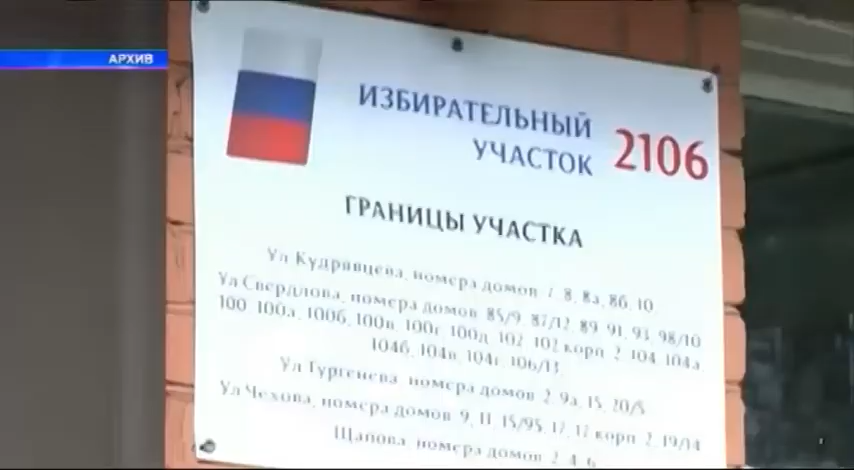 АРХИВ
ИЗБИРАТЕЛЬНЫЙ
УЧАСТОК 2106
ГРАНИЦЫ УЧАСТКА
Ул Кудрявцева, номера домов 7, 8, 8а, 8б, 10
Ул Свердлова, номера домов 85/9, 87/12, 89, 91, 93, 98/10
100, 100а, 100б, 100в, 100г, 100д, 102, 102 корп 2, 104, 104а
104б, 104в, 104г, 106/13
Ул Тургенева номера домов 2, 9а, 15, 20/5
Ул Чехова, номера домов 9, 11, 15/95, 17, 17 корп 2, 19/14
Щапова, номера домов 2, 4, 6